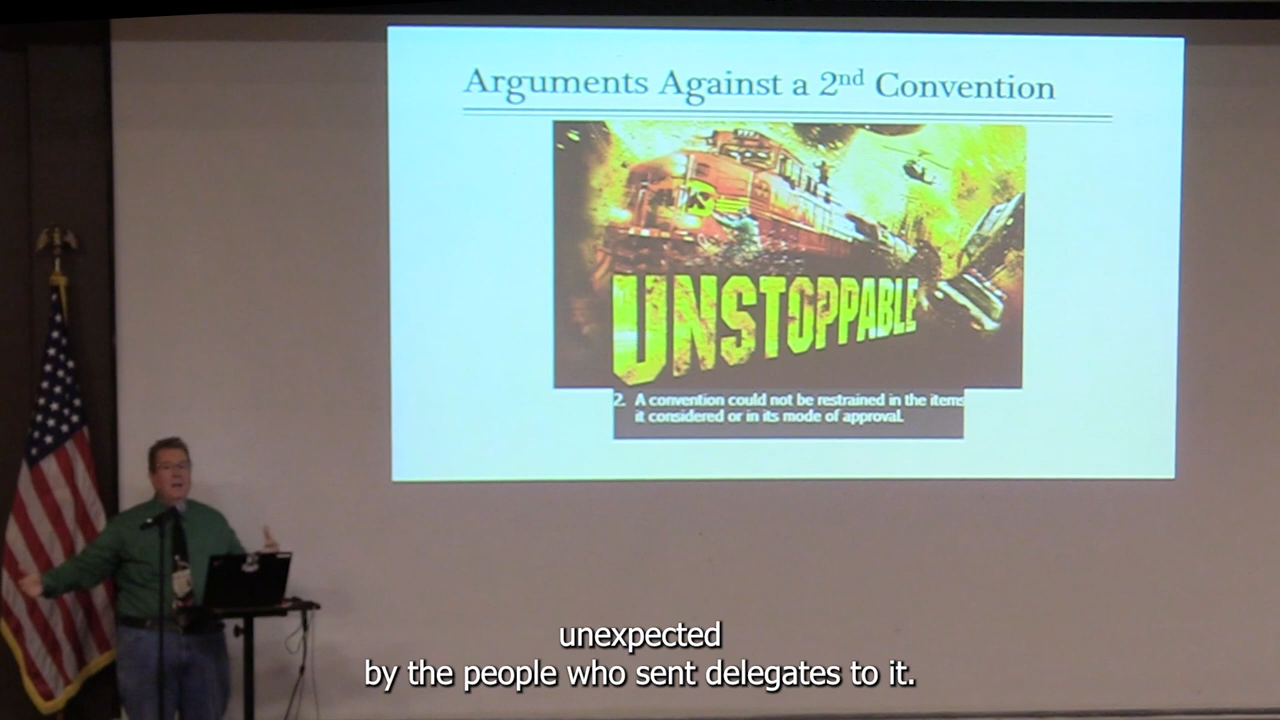 Arguments Against a 2nd Convention
UNSTOPPABLE
2. A convention could not be restrained in the items
it considered or in its mode of approval.
unexpected
by the people who sent delegates to it.